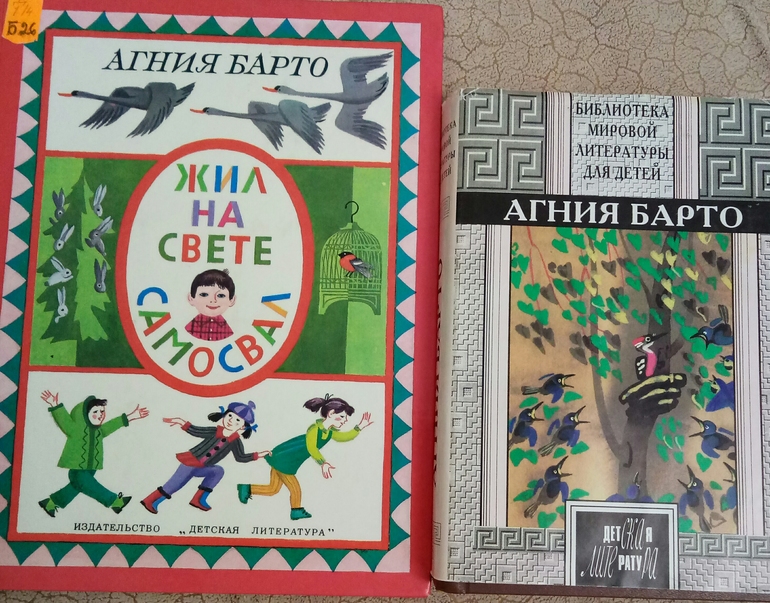 Б26
АГНИЯ БАРТО
ЖИЛ
НА
СВЕТЕ
САМОСВАЛ
ИЗДАТЕЛЬСТВО „ДЕТСКАЯ ЛИТЕРАТУРА"
БИБЛИОТЕКА
МИРОВОЙ
ЛИТЕРАТУРЫ
ДЛЯ ДЕТЕЙ
АГНИЯ БАРТО
ДЕТСКАЯ
ЛИТЕРАТУРА